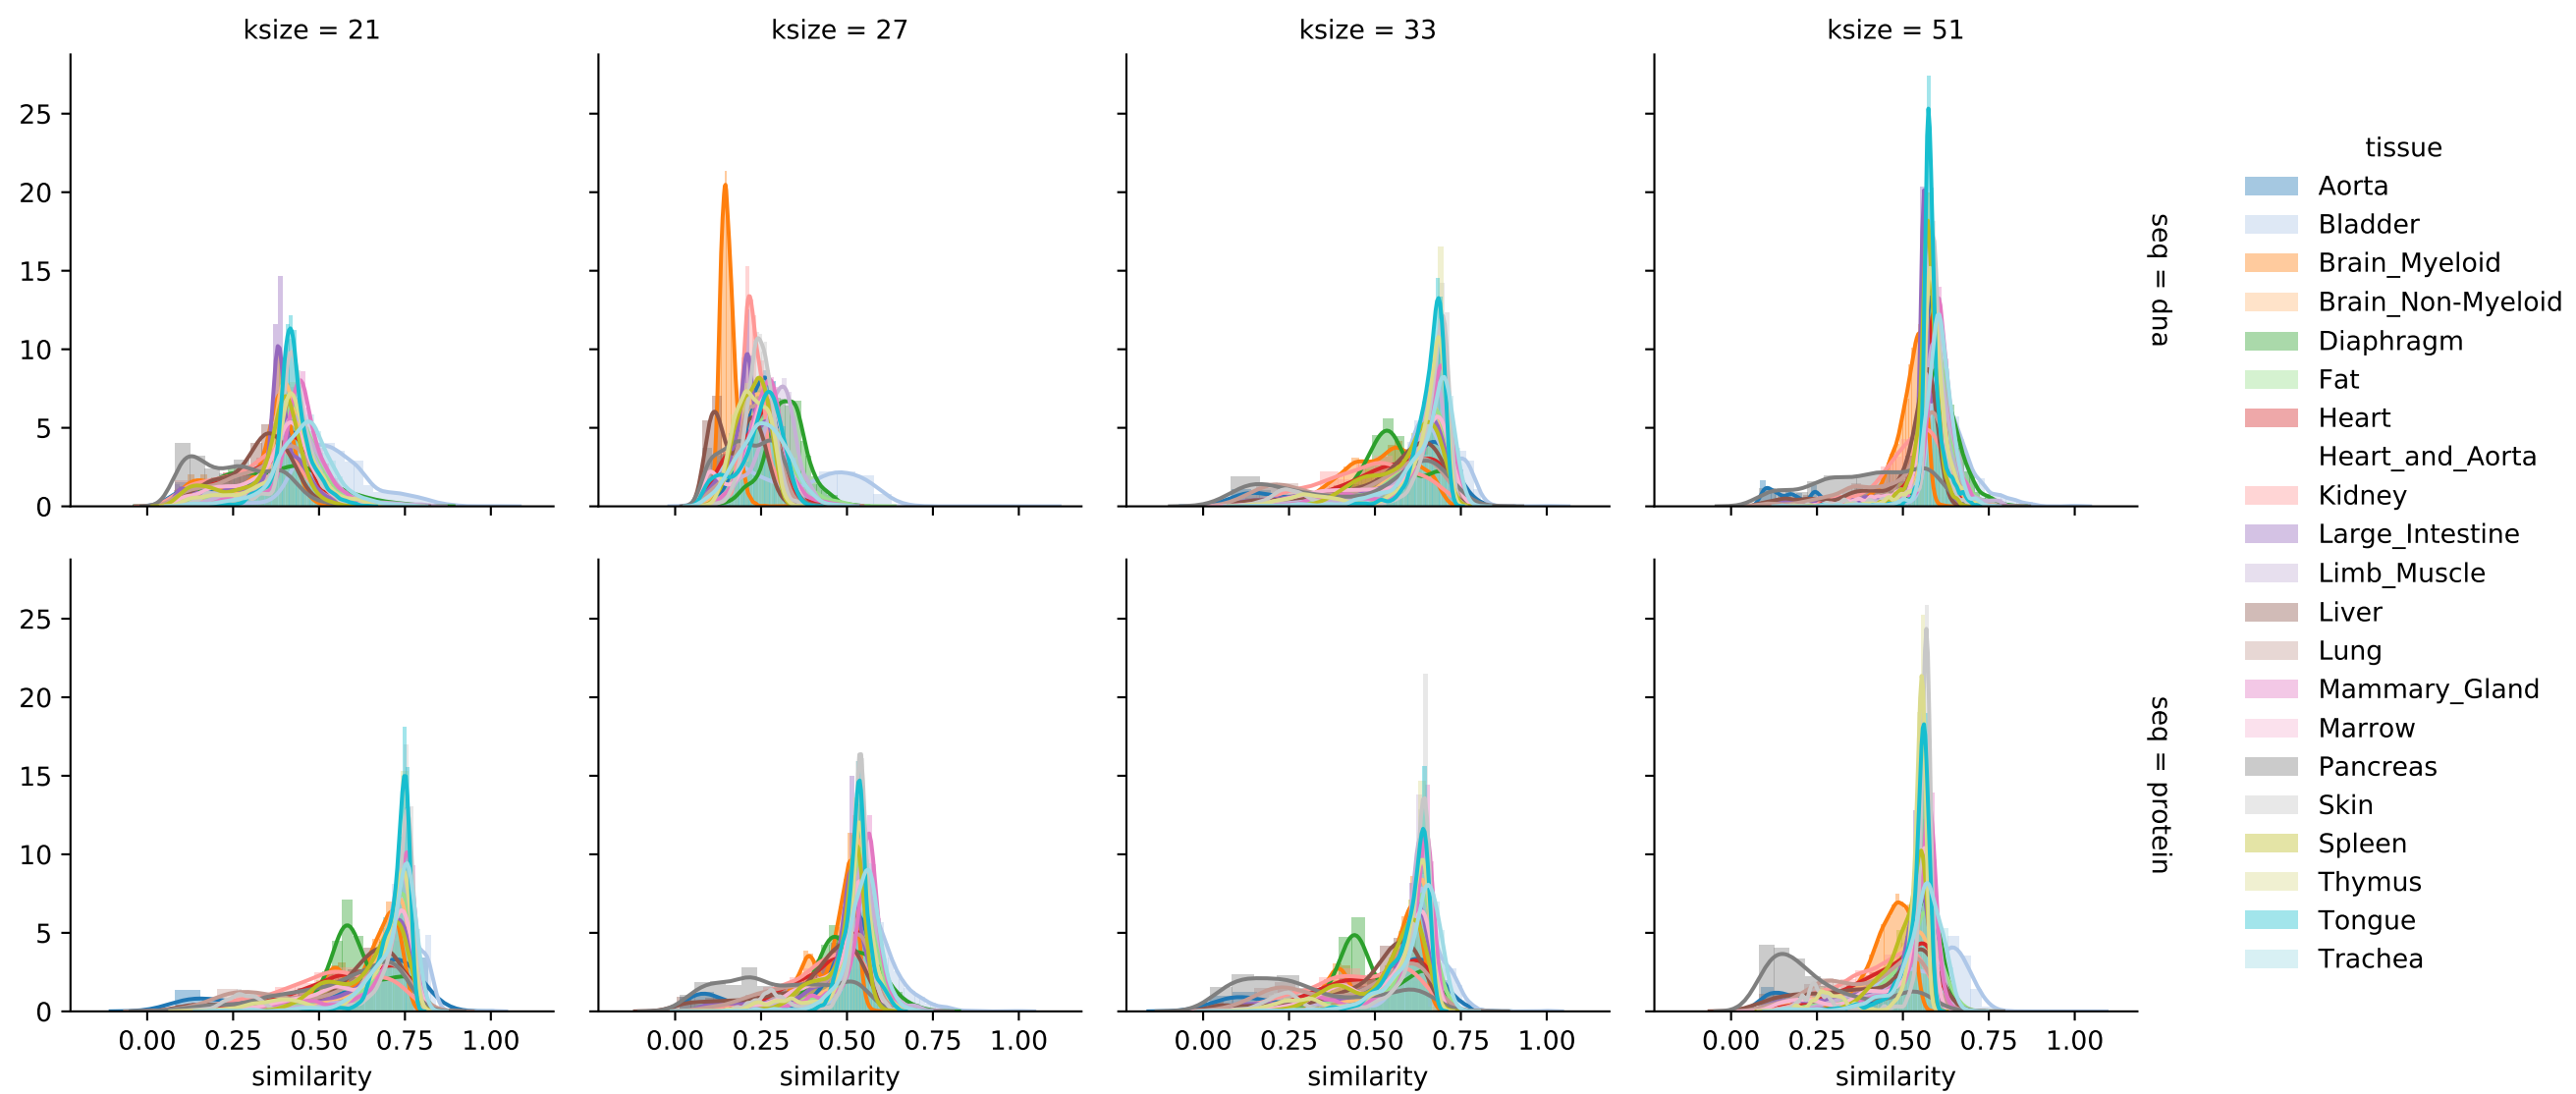 ksize = 21
ksize = 27
ksize = 33
ksize = 51
25
20
15
10
5
0
seq = dna
25
20
15
10
5
0
seq = protein
0.00 0.25 0.50 0.75 1.00
0.00 0.25 0.50 0.75 1.00
0.00 0.25 0.50 0.75 1.00
0.00 0.25 0.50 0.75 1.00
similarity
similarity
similarity
similarity
tissue
Aorta
Bladder
Brain_Myeloid
Brain_Non-Myeloid
Diaphragm
Fat
Heart
Heart_and_Aorta
Kidney
Large_Intestine
Limb_Muscle
Liver
Lung
Mammary_Gland
Marrow
Pancreas
Skin
Spleen
Thymus
Tongue
Trachea